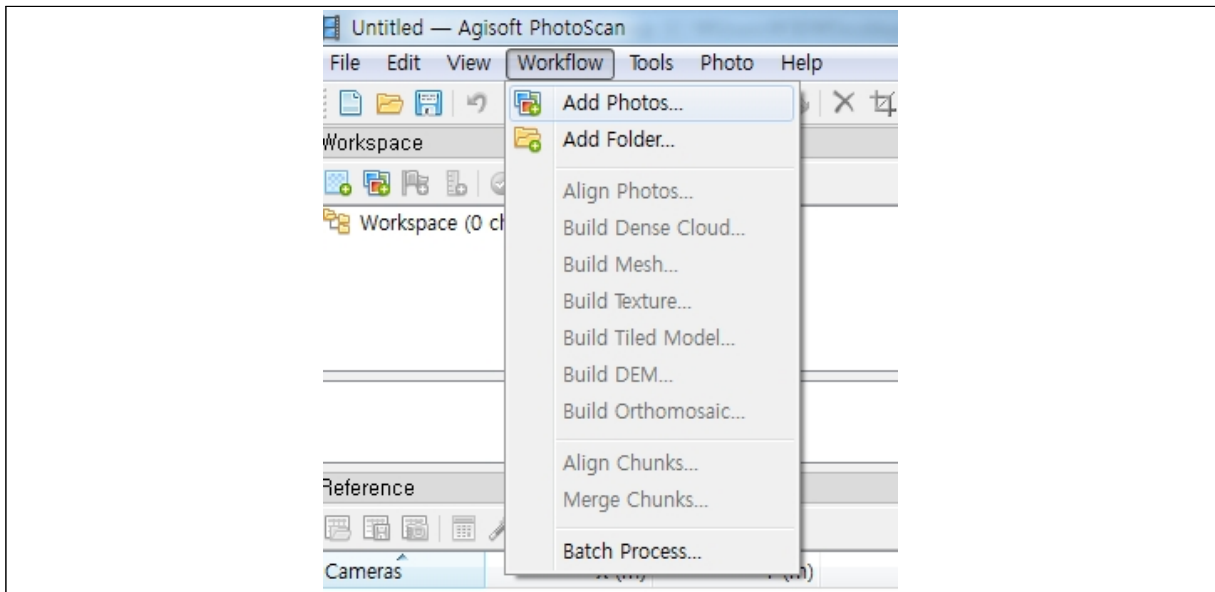 Untitled — Agisoft PhotoScan
File Edit View Workflow Tools Photo Help
Add Photos...
Workspace
Add Folder...
Align Photos...
Workspace (0 ch
Build Dense Cloud...
Build Mesh...
Build Texture...
Build Tiled Model...
Build DEM...
Build Orthomosaic...
Align Chunks...
Reference
Merge Chunks...
Batch Process...
Cameras